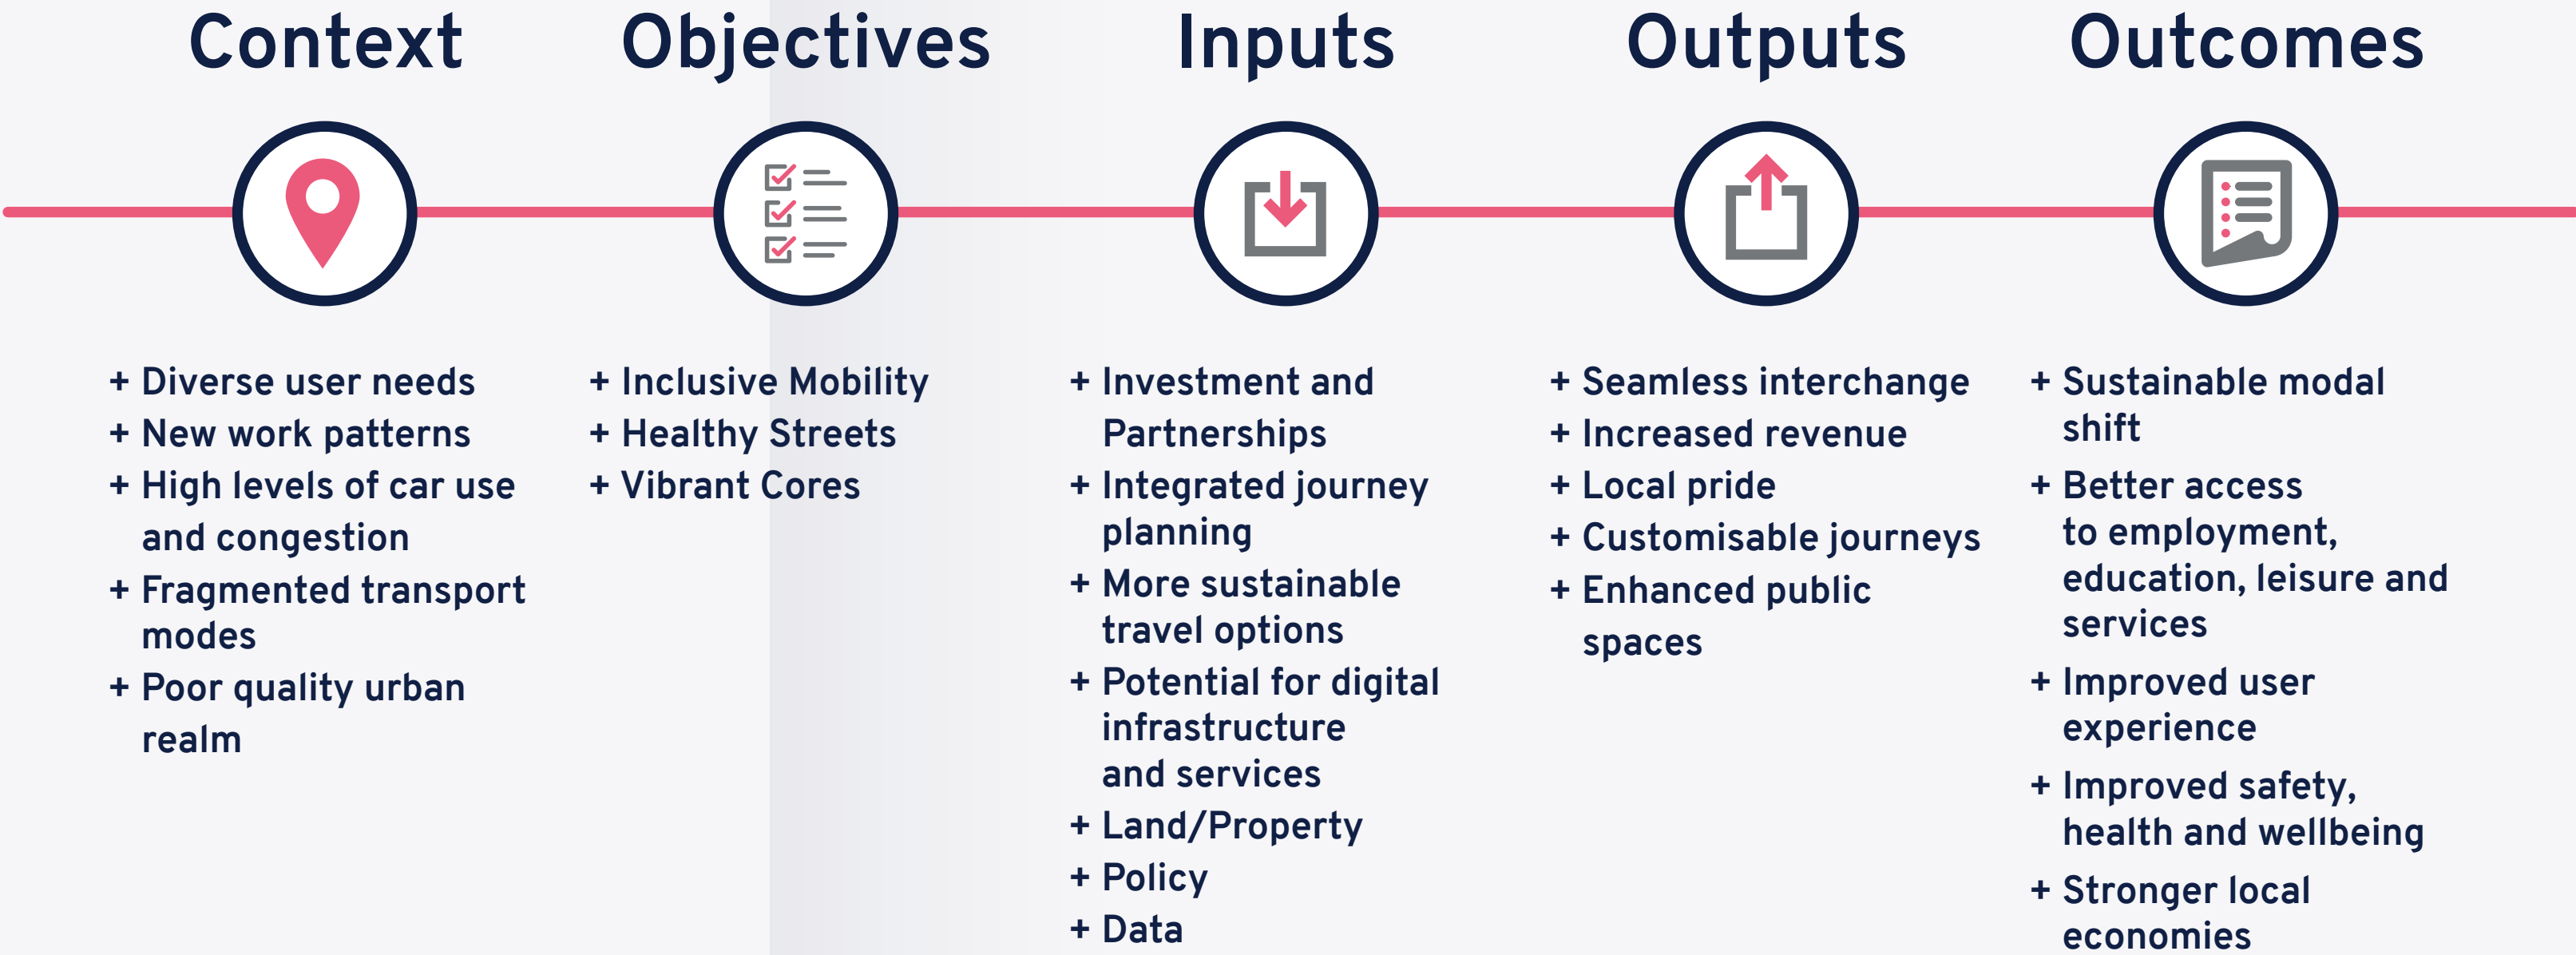 Context
+ Diverse user needs
+ New work patterns
+ High levels of car use
and congestion
+ Fragmented transport
modes
+ Poor quality urban
realm
Objectives
+ Inclusive Mobility
+ Healthy Streets
+ Vibrant Cores
Inputs
+ Investment and
Partnerships
+ Integrated journey
planning
+ More sustainable
travel options
+ Potential for digital
infrastructure
and services
+ Land/Property
+ Policy
+ Data
Outputs
+ Seamless interchange
+ Increased revenue
+ Local pride
+ Customisable journeys
+ Enhanced public
spaces
Outcomes
+ Sustainable modal
shift
+ Better access
to employment,
education, leisure and
services
+ Improved user
experience
+ Improved safety,
health and wellbeing
+ Stronger local
economies